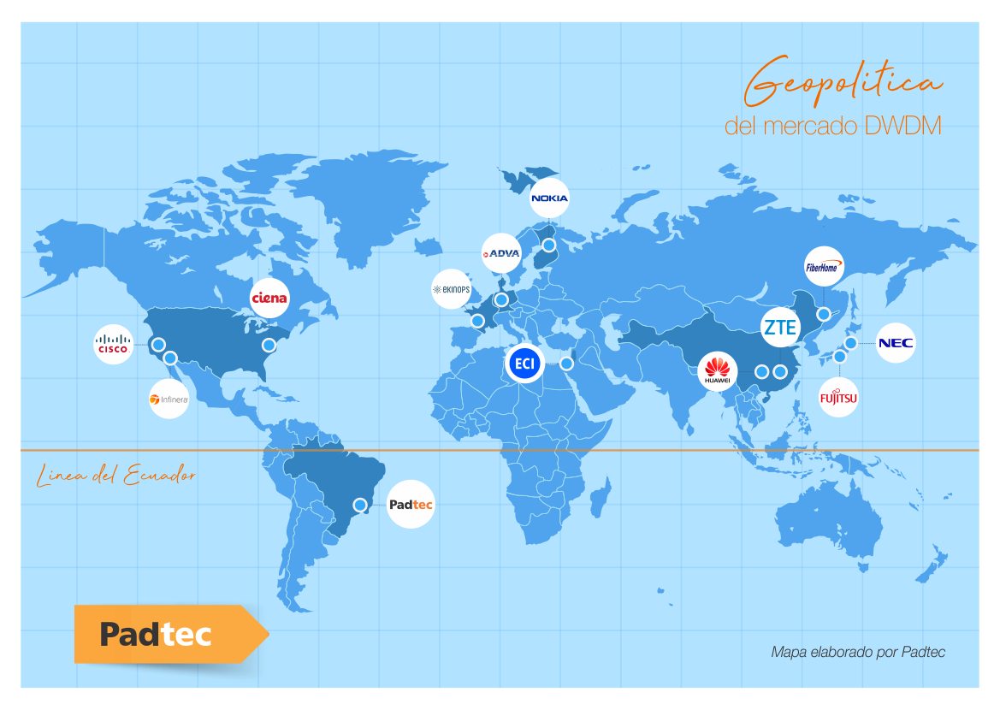 Geopolitica
del mercado DWDM
NOKIA
ADVA
FiberHome
ekinops
ciena
ZTE
CISCO
NEC
ECI
HUAWEI
Infinera
FUJITSU
Linea del Ecuador
Padtec
Padtec
Mapa elaborado por Padtec